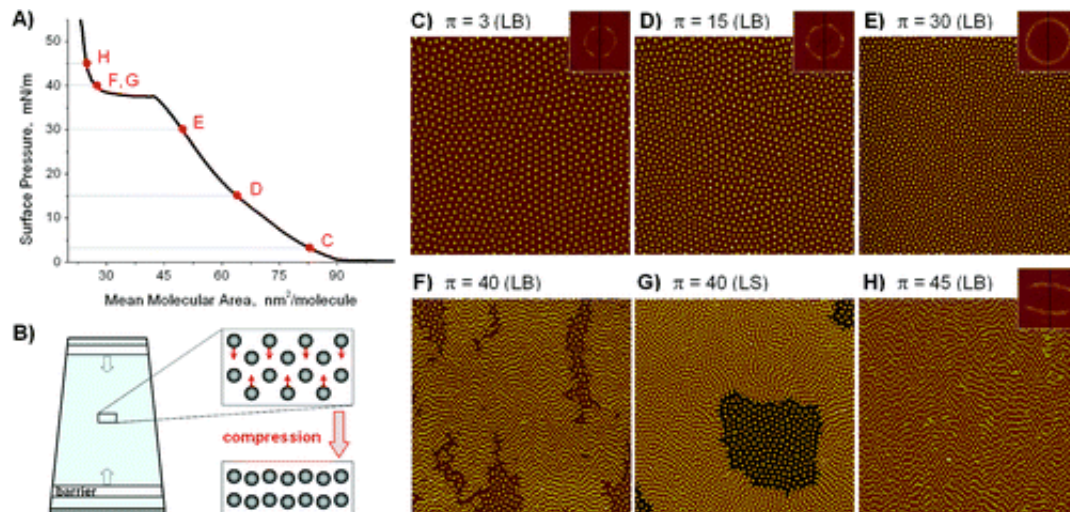 A)
50
40
30
20
10
0
Surface Pressure, mN/m
H
F, G
E
D
C
30
45
60
75
90
Mean Molecular Area, nm²/molecule
B)
barrier
compression
C) π = 3 (LB)
D) π = 15 (LB)
E) π = 30 (LB)
F) π = 40 (LB)
G) π = 40 (LS)
H) π = 45 (LB)